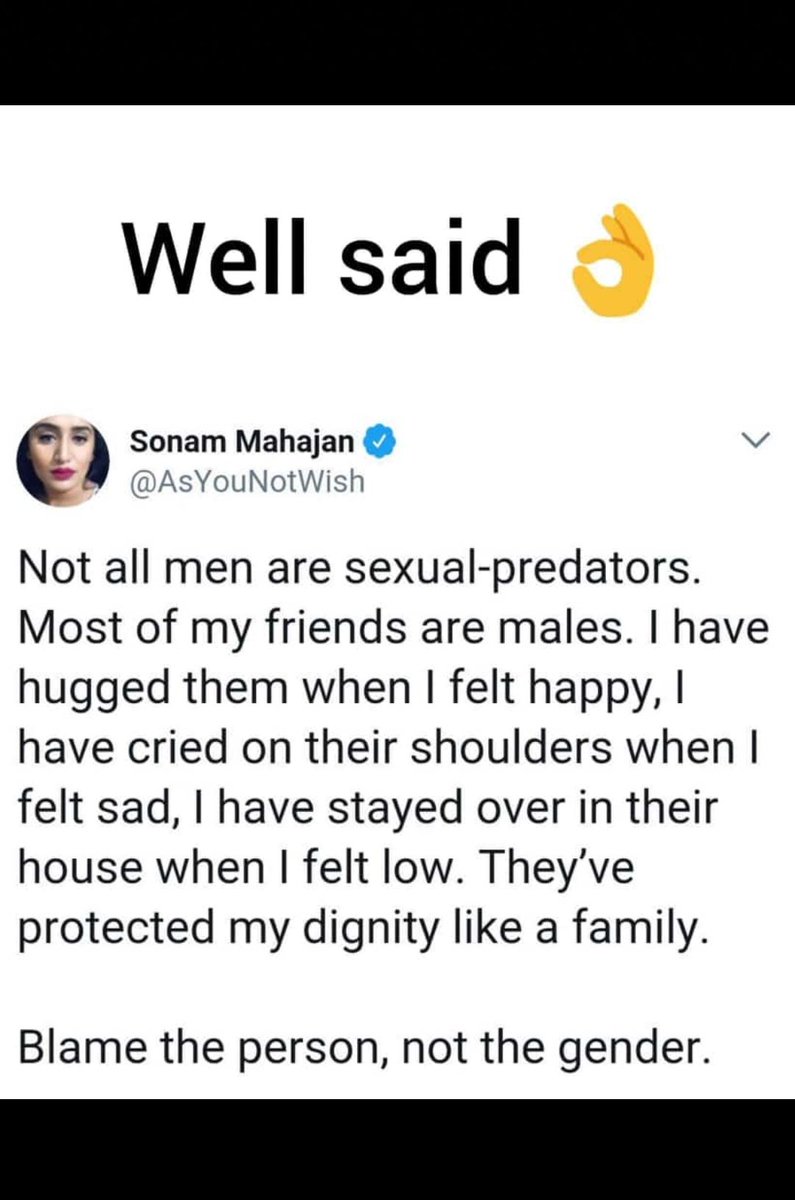 Well said 👌
Sonam Mahajan
@AsYouNotWish
Not all men are sexual-predators.
Most of my friends are males. I have
hugged them when I felt happy, I
have cried on their shoulders when I
felt sad, I have stayed over in their
house when I felt low. They’ve
protected my dignity like a family.
Blame the person, not the gender.